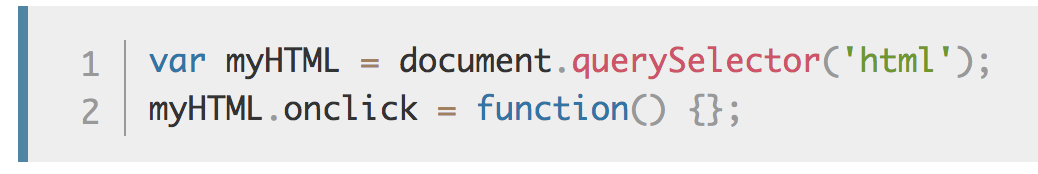 1 var myHTML = document.querySelector('html');
2 myHTML.onclick = function() {};